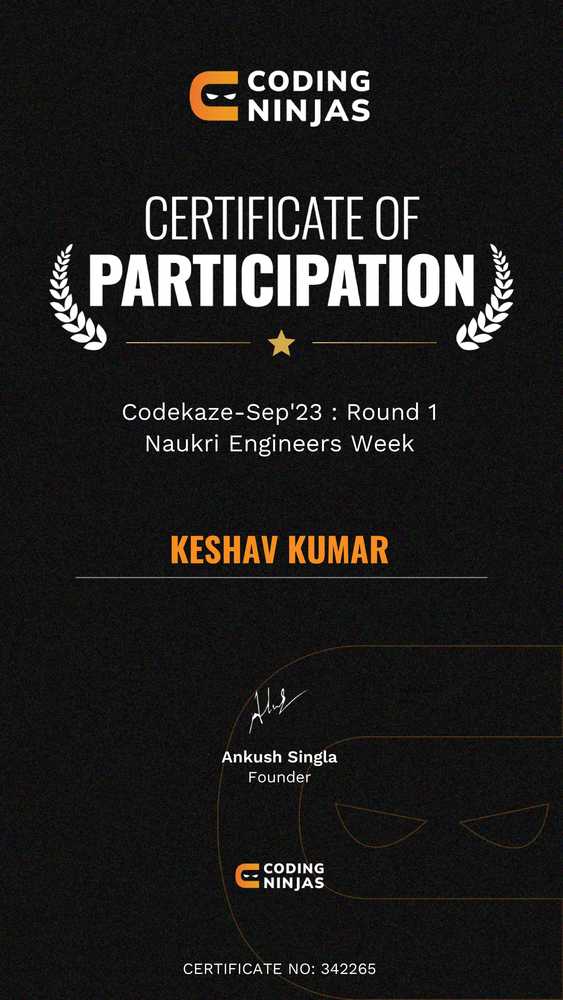 CODING
NINJAS
CERTIFICATE OF
PARTICIPATION
Codekaze-Sep'23 : Round 1
Naukri Engineers Week
KESHAV KUMAR
Ankush Singla
Founder
CODING
NINJAS
CERTIFICATE NO: 342265